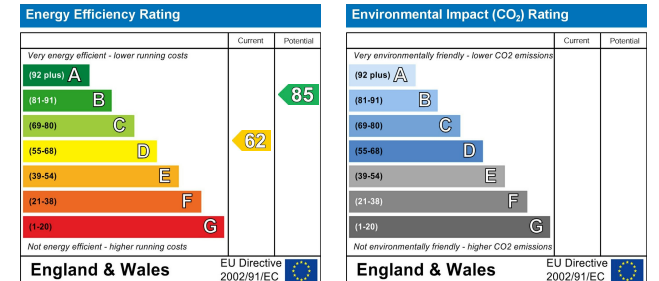 Energy Efficiency Rating
Current Potential
Very energy efficient - lower running costs
(92 plus) A
(81-91) B
(69-80) C
(55-68) D
(39-54) E
(21-38) F
(1-20) G
62
85
Not energy efficient - higher running costs
England & Wales
EU Directive
2002/91/EC
Environmental Impact (CO2) Rating
Current Potential
Very environmentally friendly - lower CO2 emissions
(92 plus) A
(81-91) B
(69-80) C
(55-68) D
(39-54) E
(21-38) F
(1-20) G
Not environmentally friendly - higher CO2 emissions
England & Wales
EU Directive
2002/91/EC